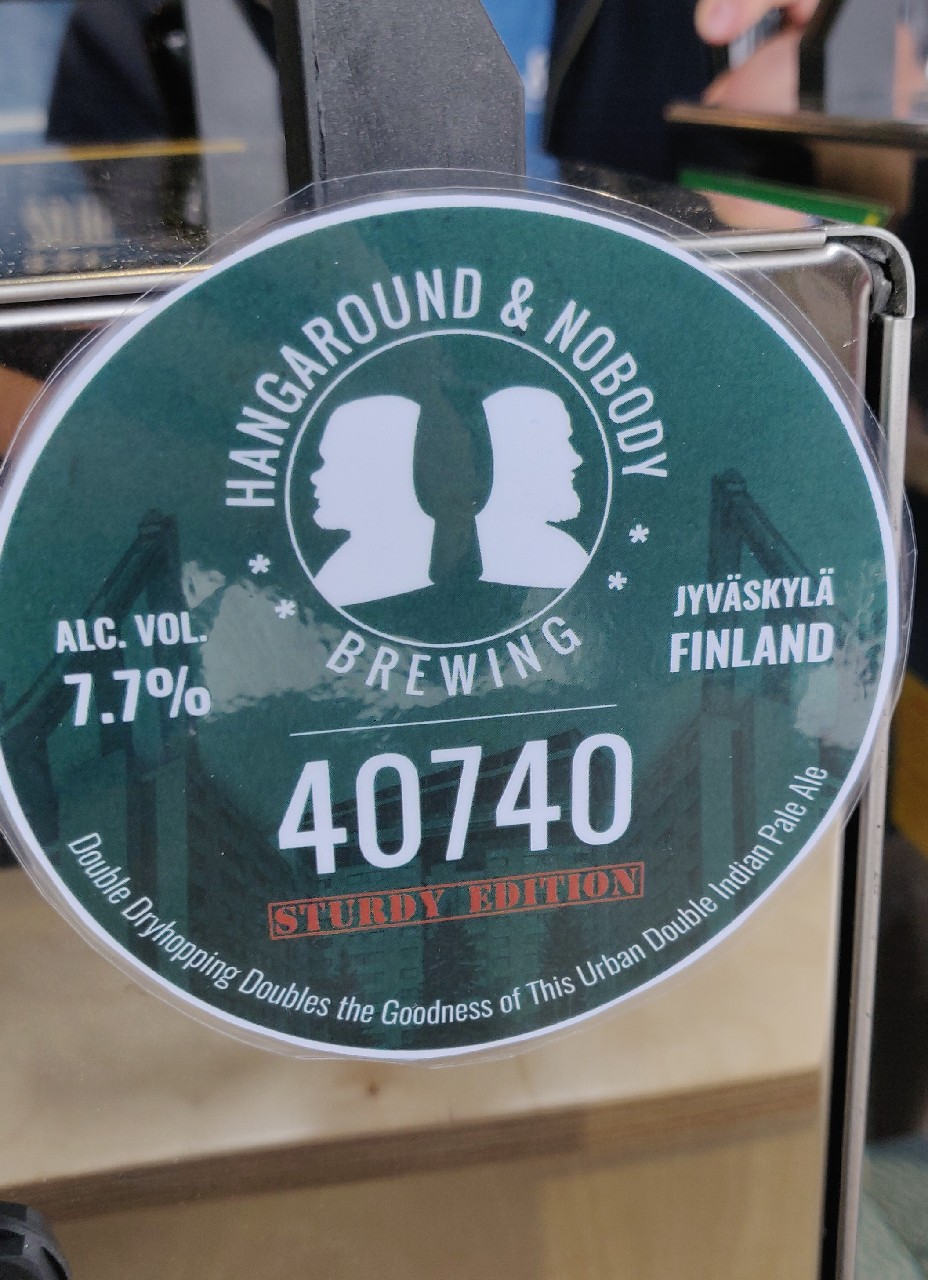 HANGAROUND & NOBODY
BREWING
ALC. VOL.
7.7%
JYVÄSKYLÄ
FINLAND
40740
STURDY EDITION
Double Dryhopping Doubles the Goodness of This Urban Double Indian Pale Ale